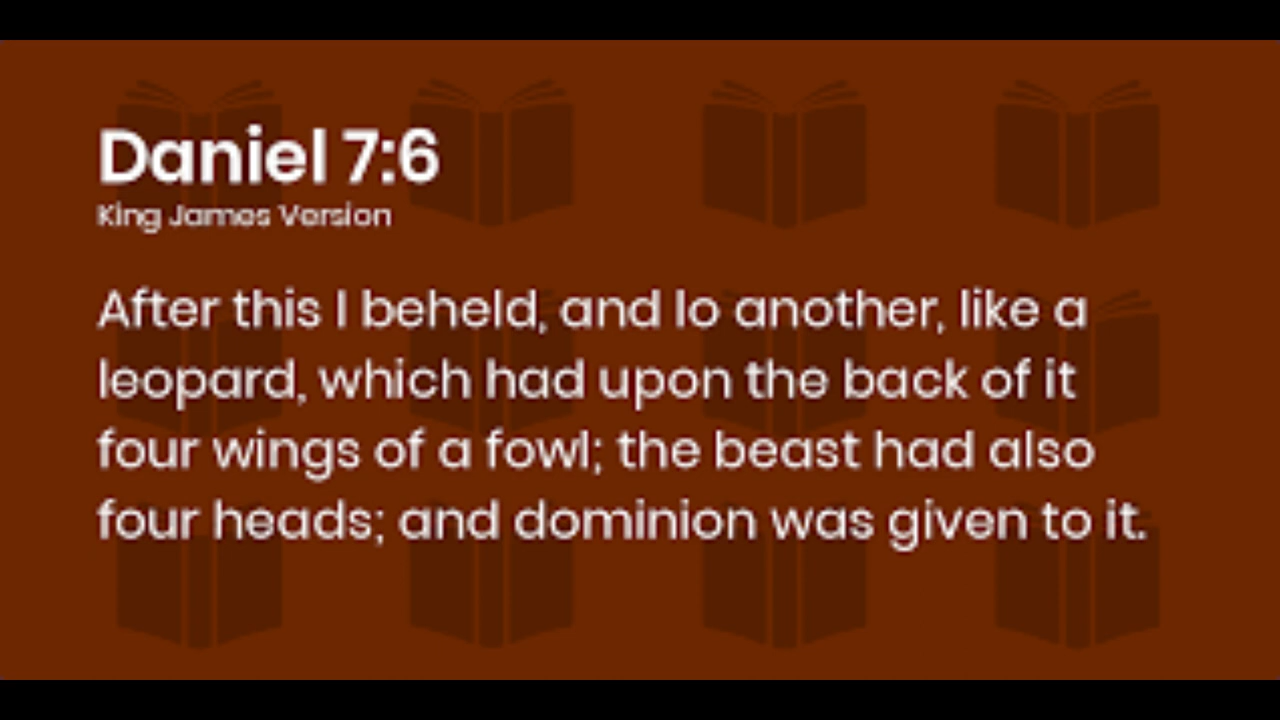 Daniel 7:6
King James Version
After this I beheld, and lo another, like a
leopard, which had upon the back of it
four wings of a fowl; the beast had also
four heads; and dominion was given to it.